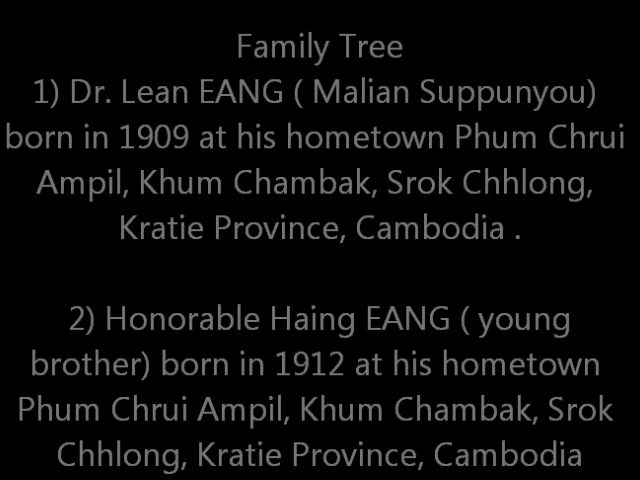 Family Tree
1) Dr. Lean EANG ( Malian Suppunyou)
born in 1909 at his hometown Phum Chrui
Ampil, Khum Chambak, Srok Chhlong,
Kratie Province, Cambodia .
2) Honorable Haing EANG ( young
brother) born in 1912 at his hometown
Phum Chrui Ampil, Khum Chambak, Srok
Chhlong, Kratie Province, Cambodia